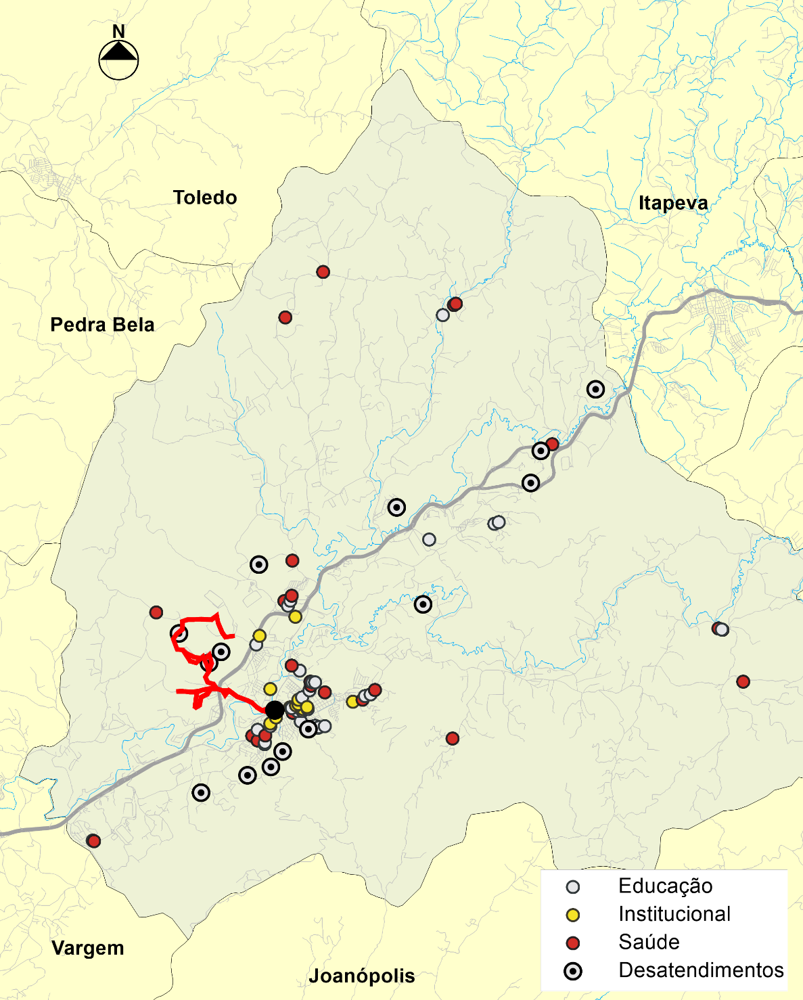 N
Toledo
Itapeva
Pedra Bela
Educação
Institucional
Saúde
Desatendimentos
Vargem
Joanópolis